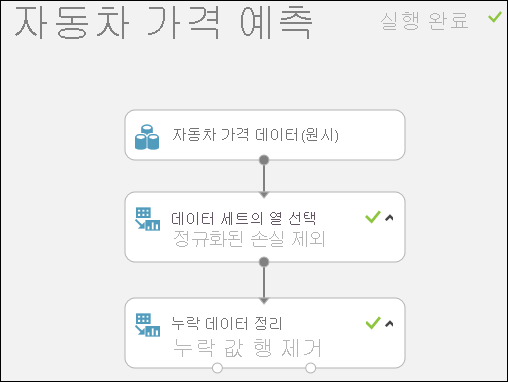 자동차 가격 예측
실행 완료
자동차 가격 데이터(원시)
데이터 세트의 열 선택
정규화된 손실 제외
누락 데이터 정리
누락 값 행 제거